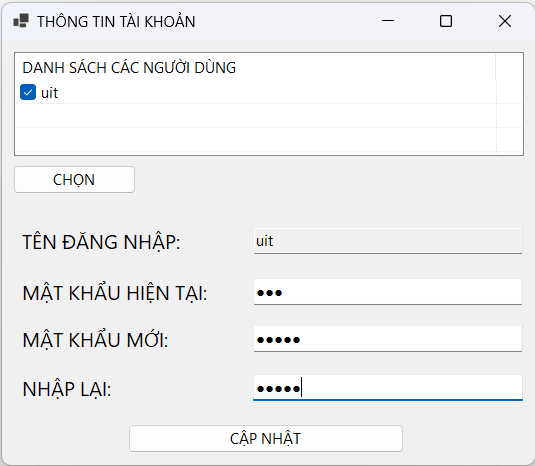 THÔNG TIN TÀI KHOẢN
DANH SÁCH CÁC NGƯỜI DÙNG
uit
CHỌN
TÊN ĐĂNG NHẬP: uit
MẬT KHẨU HIỆN TẠI: •••
MẬT KHẨU MỚI: •••••
NHẬP LẠI: •••••
CẬP NHẬT